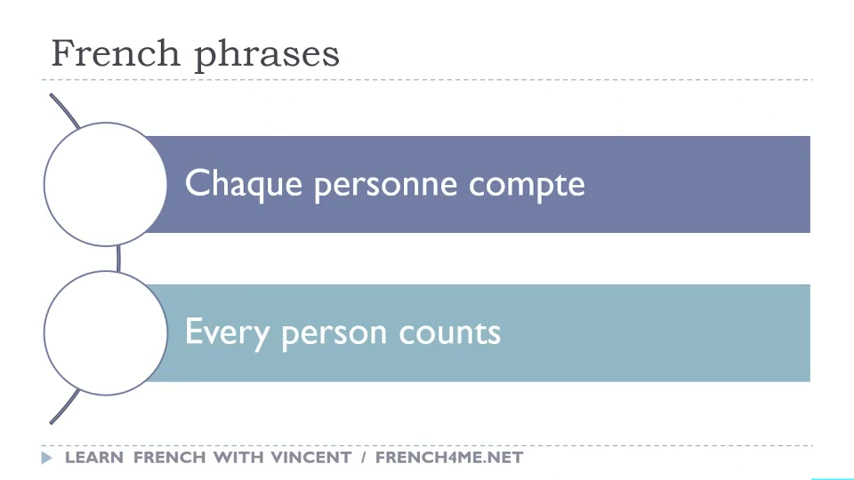 French phrases
Chaque personne compte
Every person counts
LEARN FRENCH WITH VINCENT / FRENCH4ME.NET